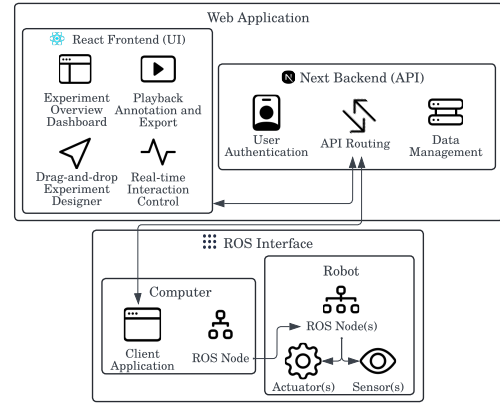 Web Application
React Frontend (UI)
Experiment
Overview
Dashboard
Playback
Annotation and
Export
Drag-and-drop
Experiment
Designer
Real-time
Interaction
Control
Next Backend (API)
User
Authentication
API Routing
Data
Management
ROS Interface
Computer
Client
Application
ROS Node
Robot
ROS Node(s)
Actuator(s)
Sensor(s)